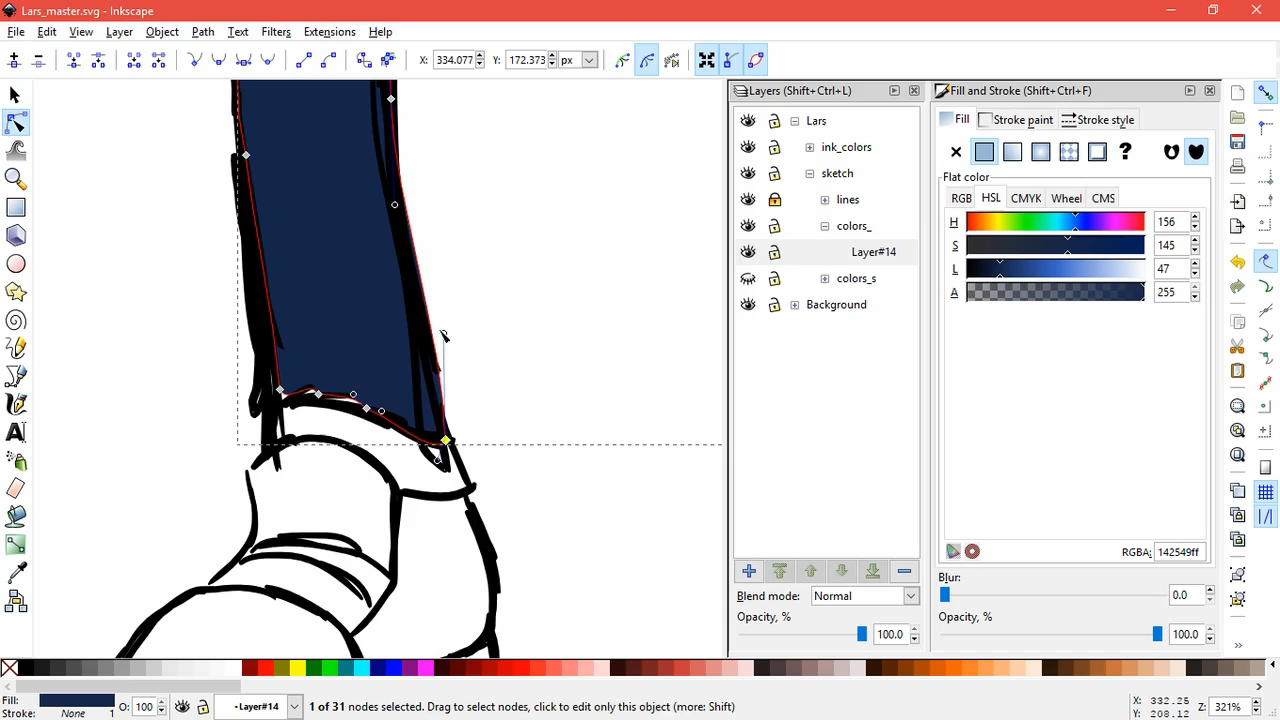 Lars_master.svg - Inkscape
File Edit View Layer Object Path Text Filters Extensions Help
X: 334.077 Y: 172.373 px
Layers (Shift+Ctrl+L)
Lars
ink_colors
sketch
lines
colors_
Layer#14
colors_s
Background
Blend mode: Normal
Opacity, %
100.0
Fill and Stroke (Shift+Ctrl+F)
Fill Stroke paint Stroke style
?
Flat color
RGB HSL CMYK Wheel CMS
H 156
S 145
L 47
A 255
RGBA: 142549ff
Blur:
0.0
Opacity, %
100.0
Fill:
Stroke: None 1
O: 100
•Layer#14
1 of 31 nodes selected. Drag to select nodes, click to edit only this object (more: Shift)
X: 332.25
Y: 208.12
Z: 321%